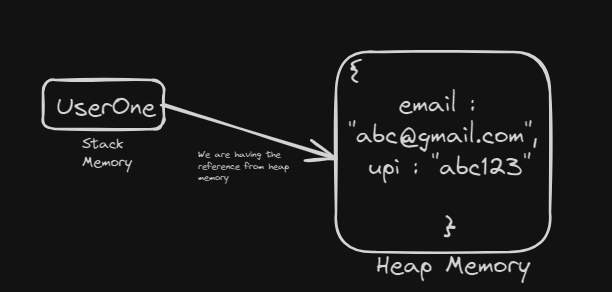 UserOne
Stack
Memory
We are having the
reference from heap
memory
{
email :
"abc@gmail.com",
upi : "abc123"
}
Heap Memory